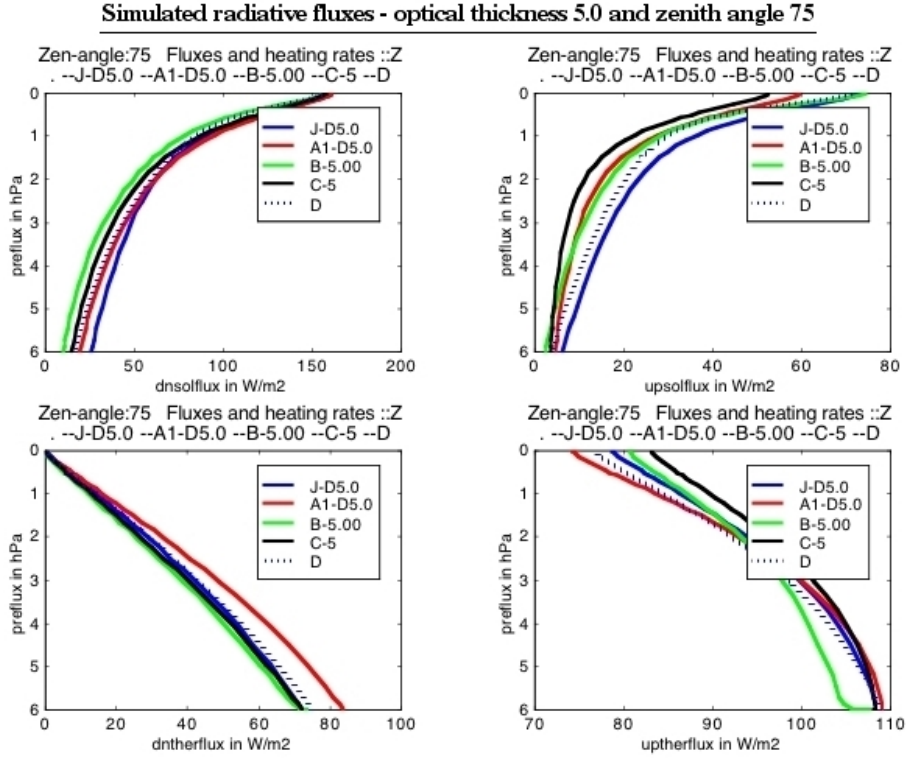 Simulated radiative fluxes - optical thickness 5.0 and zenith angle 75
Zen-angle:75 Fluxes and heating rates ::Z
. --J-D5.0 --A1-D5.0 --B-5.00 --C-5 --D
0
1
2
3
4
5
6
preflux in hPa
J-D5.0
A1-D5.0
B-5.00
C-5
D
0 50 100 150 200
dnsolflux in W/m2
Zen-angle:75 Fluxes and heating rates ::Z
. --J-D5.0 --A1-D5.0 --B-5.00 --C-5 --D
0
1
2
3
4
5
6
preflux in hPa
J-D5.0
A1-D5.0
B-5.00
C-5
D
0 20 40 60 80
upsolflux in W/m2
Zen-angle:75 Fluxes and heating rates ::Z
. --J-D5.0 --A1-D5.0 --B-5.00 --C-5 --D
0
1
2
3
4
5
6
preflux in hPa
J-D5.0
A1-D5.0
B-5.00
C-5
D
0 20 40 60 80 100
dntherflux in W/m2
Zen-angle:75 Fluxes and heating rates ::Z
. --J-D5.0 --A1-D5.0 --B-5.00 --C-5 --D
0
1
2
3
4
5
6
preflux in hPa
J-D5.0
A1-D5.0
B-5.00
C-5
D
70 80 90 100 110
uptherflux in W/m2